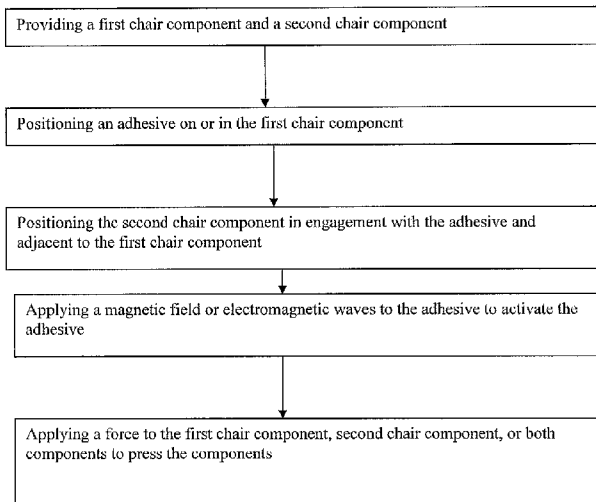 Providing a first chair component and a second chair component
Positioning an adhesive on or in the first chair component
Positioning the second chair component in engagement with the adhesive and
adjacent to the first chair component
Applying a magnetic field or electromagnetic waves to the adhesive to activate the
adhesive
Applying a force to the first chair component, second chair component, or both
components to press the components